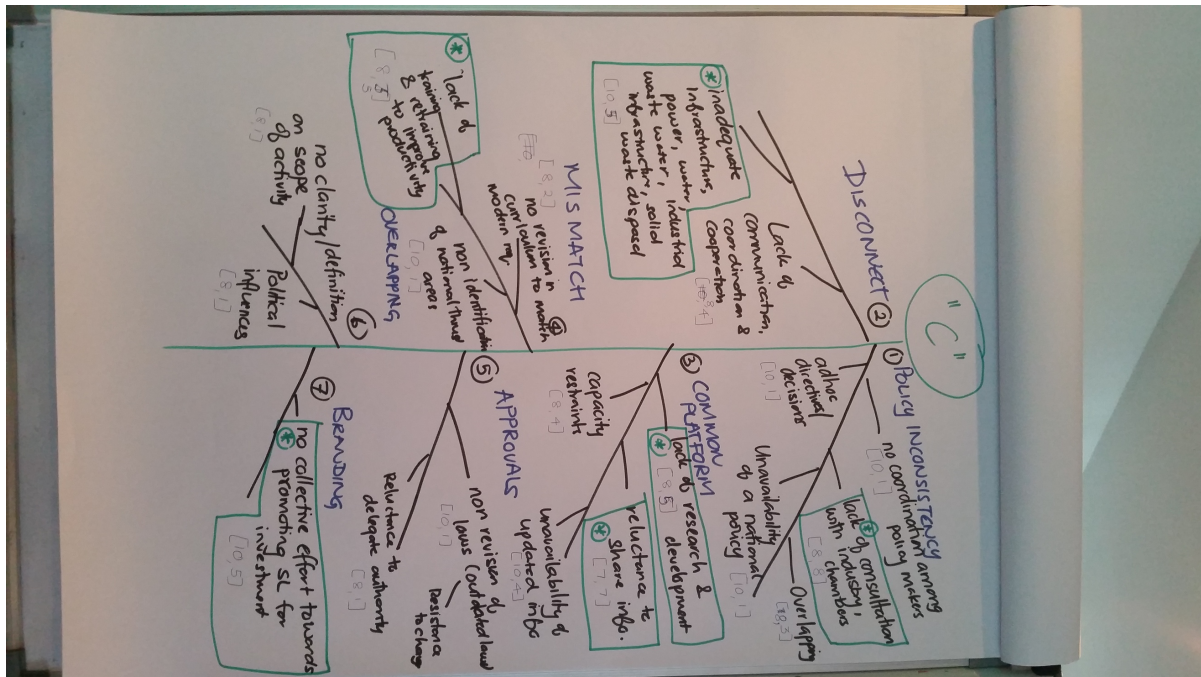 "C"
① POLICY INCONSISTENCY
no coordination among
policy makers
[10,1]
adhoc
directives/
decisions
[10,1]
lack of consultation
with industry,
chambers
[8,8]
Unavailability
of a national
policy [10,1]
Overlapping
DISCONNECT ②
Lack of
communication,
coordination &
cooperation
inadequate
infrastructure,
power, water,
waste water, industrial
infrastructure, solid
waste disposal
[10,5]
③ COMMON
PLATFORM
lack of research &
development
[8,5]
capacity
restraints
[8,4]
reluctance to
share info.
[7,7]
unavailability of
updated info
[10,4]
MISMATCH
④
no revision in
curriculum to match
modern
[8,2]
non identification
of national thrust
areas
[10,1]
lack of
training
& retraining
to improve
productivity
⑤ APPROVALS
non revision of
laws (outdated laws)
[10,1]
Resistance
to change
Reluctance to
delegate authority
[8,1]
OVERLAPPING
⑥
no clarity/definition
on scope
of activity
[8,1]
Political
influences
[8,1]
⑦ BRANDING
no collective effort towards
promoting SL for
investment
[10,5]